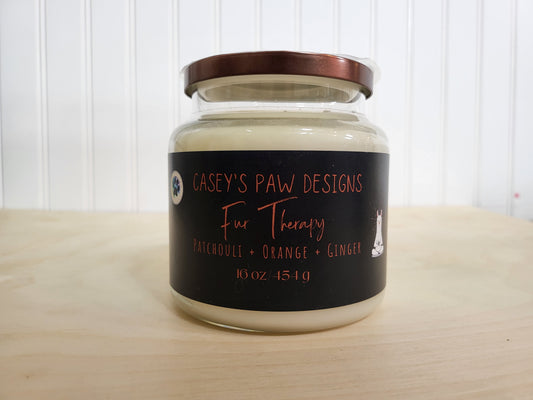 CASEY'S PAW DESIGNS
Fur Therapy
PATCHOULI + ORANGE + GINGER
16 oz/454 g